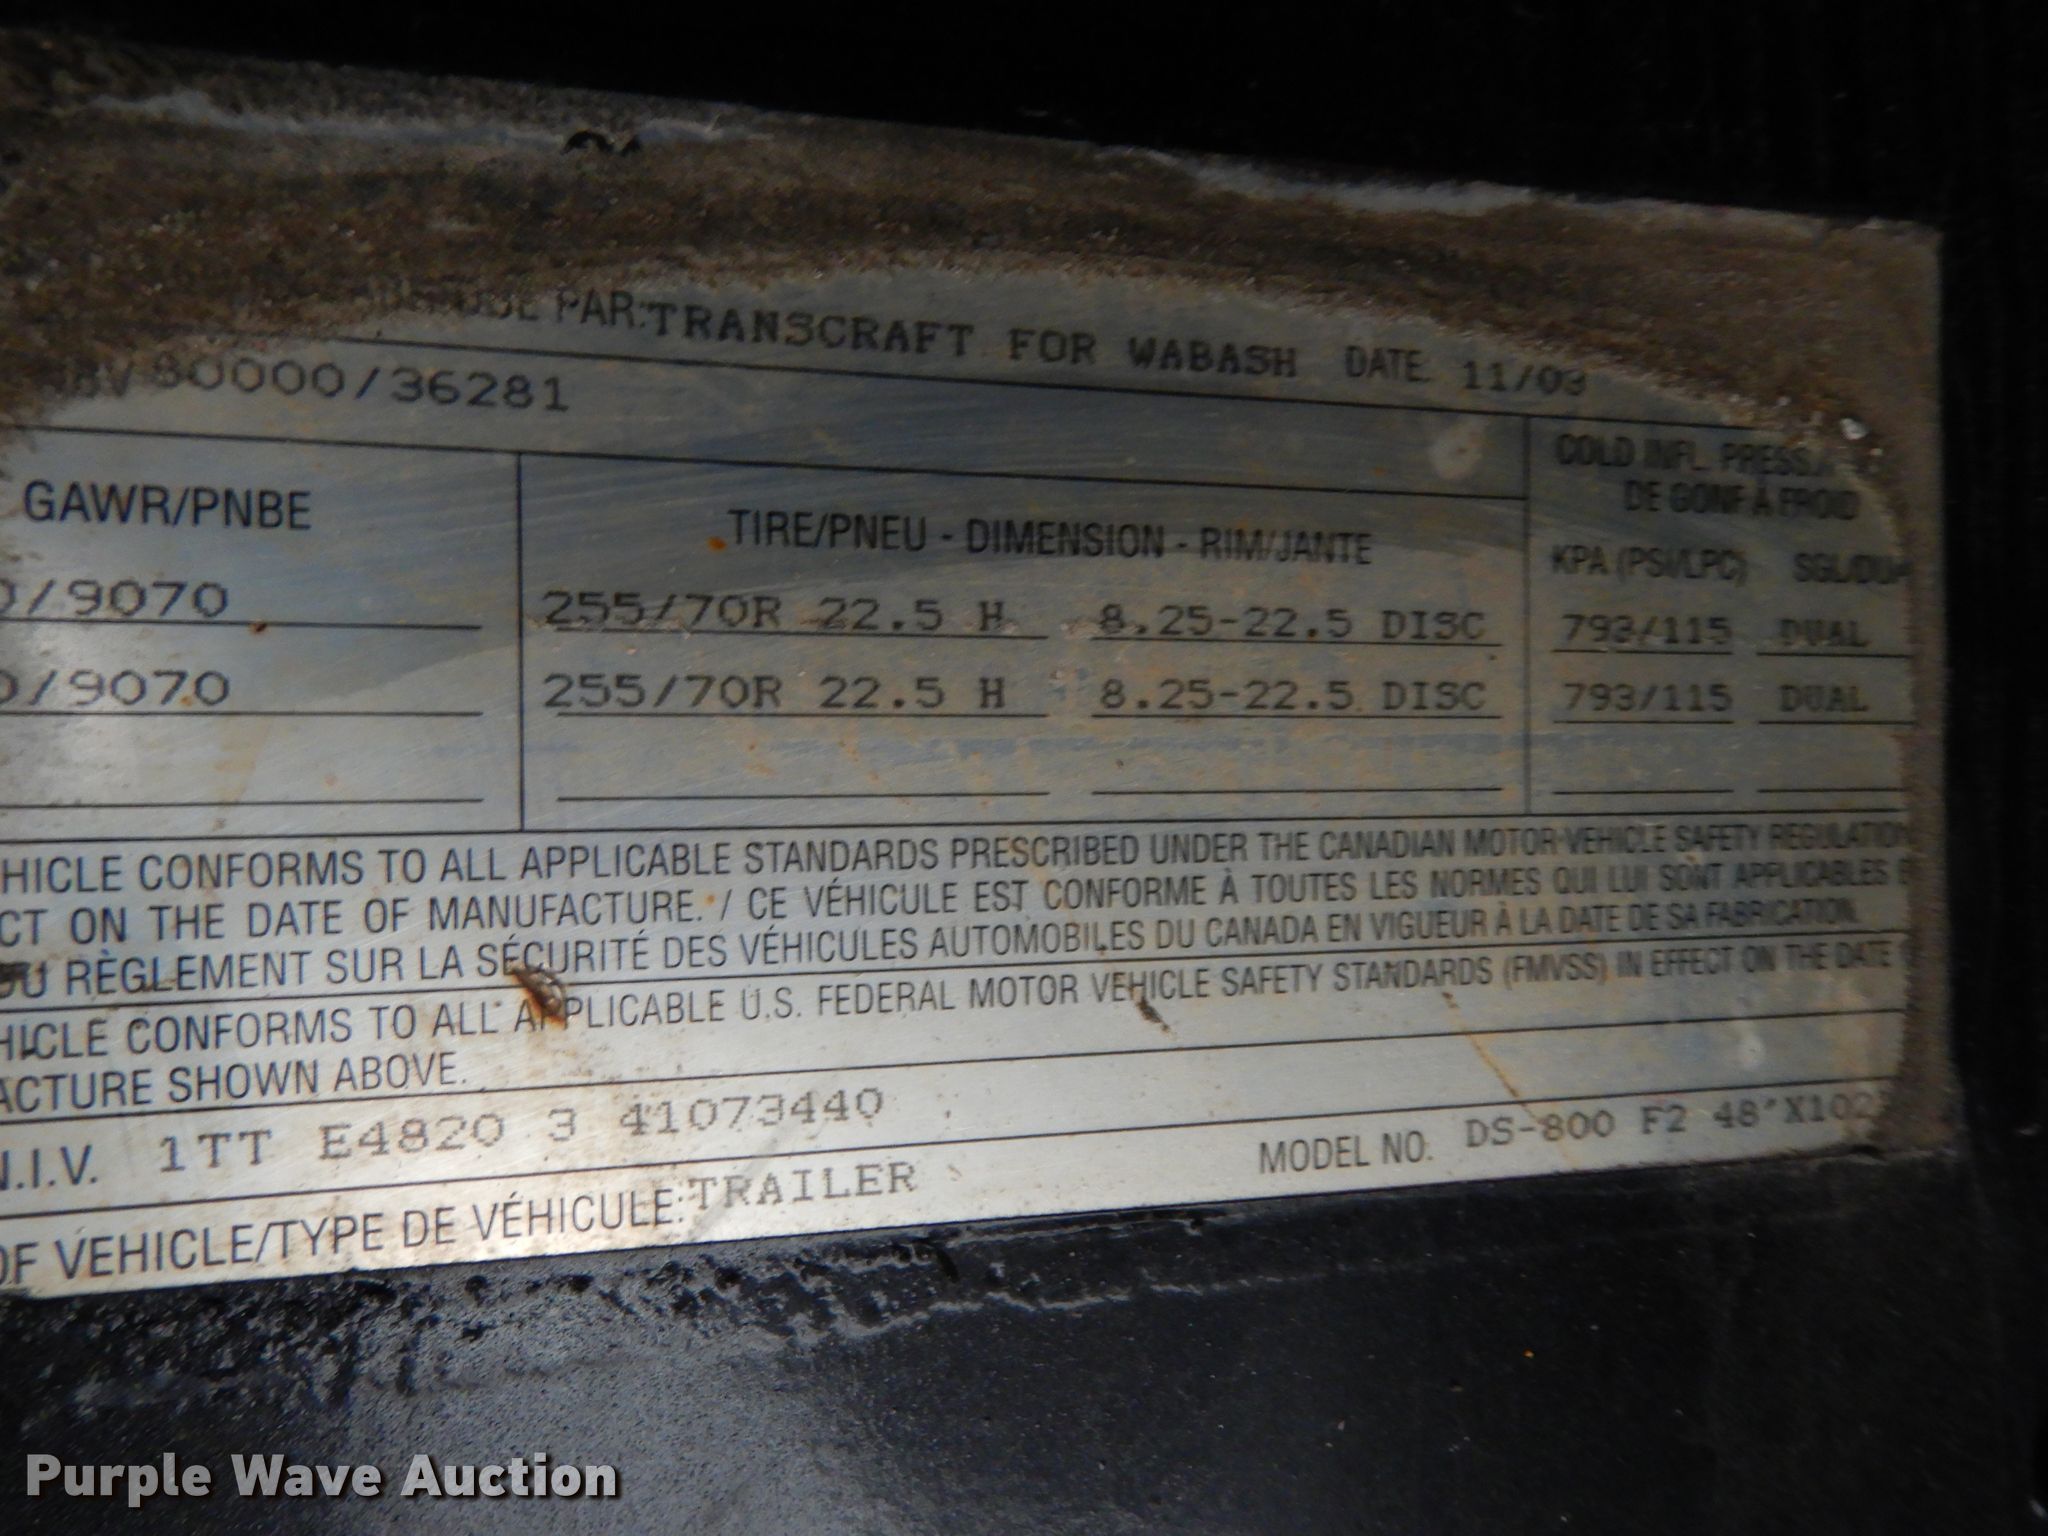 PAR: TRANSCRAFT FOR WABASH DATE 11/03
80000/36281
GAWR/PNBE
TIRE/PNEU - DIMENSION - RIM/JANTE
COLD INFL. PRESS./
DE GONF À FROID
KPA (PSI/LPC) SGL/DUP
0/9070 255/70R 22.5 H 8.25-22.5 DISC 793/115 DUAL
0/9070 255/70R 22.5 H 8.25-22.5 DISC 793/115 DUAL
HICLE CONFORMS TO ALL APPLICABLE STANDARDS PRESCRIBED UNDER THE CANADIAN MOTOR VEHICLE SAFETY REGULATION
CT ON THE DATE OF MANUFACTURE. / CE VÉHICULE EST CONFORME À TOUTES LES NORMES QUI LUI SONT APPLICABLES E
DU RÈGLEMENT SUR LA SÉCURITÉ DES VÉHICULES AUTOMOBILES DU CANADA EN VIGUEUR À LA DATE DE SA FABRICATION.
HICLE CONFORMS TO ALL APPLICABLE U.S. FEDERAL MOTOR VEHICLE SAFETY STANDARDS (FMVSS) IN EFFECT ON THE DATE
ACTURE SHOWN ABOVE.
N.I.V. 1TT E4820 3 41073440
OF VEHICLE/TYPE DE VÉHICULE: TRAILER MODEL NO. DS-800 F2 48'X102
Purple Wave Auction